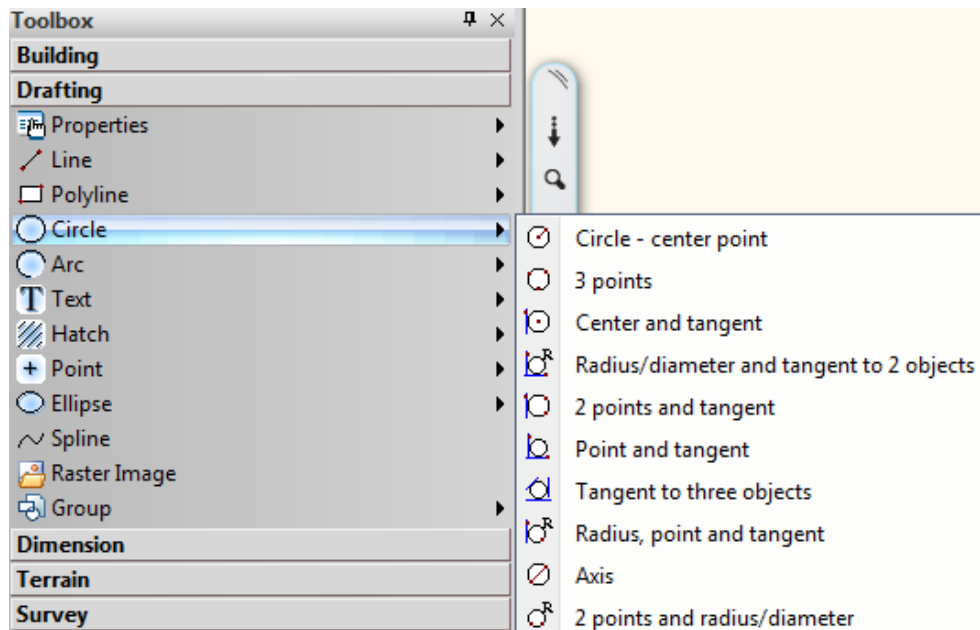 Toolbox
Building
Drafting
Properties
Line
Polyline
Circle
Arc
Text
Hatch
Point
Ellipse
Spline
Raster Image
Group
Dimension
Terrain
Survey
Circle - center point
3 points
Center and tangent
Radius/diameter and tangent to 2 objects
2 points and tangent
Point and tangent
Tangent to three objects
Radius, point and tangent
Axis
2 points and radius/diameter